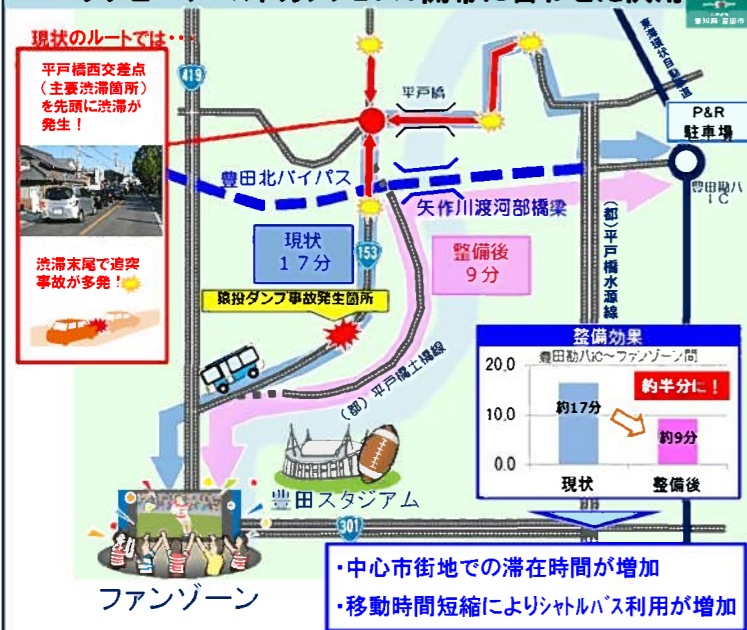 現状のルートでは・・・
平戸橋西交差点
(主要渋滞箇所)
を先頭に渋滞が
発生!
渋滞末尾で追突
事故が多発!
419
平戸橋
東海環状自動車道
P&R
駐車場
豊田勘八
IC
豊田北バイパス
矢作川渡河部橋梁
(都)平戸橋水源線
現状
17分
153
整備後
9分
猿投ダンプ事故発生箇所
(都)平戸橋土橋線
整備効果
豊田勘八IC～ファンゾーン間
20.0
約半分に!
10.0
約17分
約9分
0.0
現状
整備後
豊田スタジアム
301
ファンゾーン
・中心市街地での滞在時間が増加
・移動時間短縮によりシャトルバス利用が増加